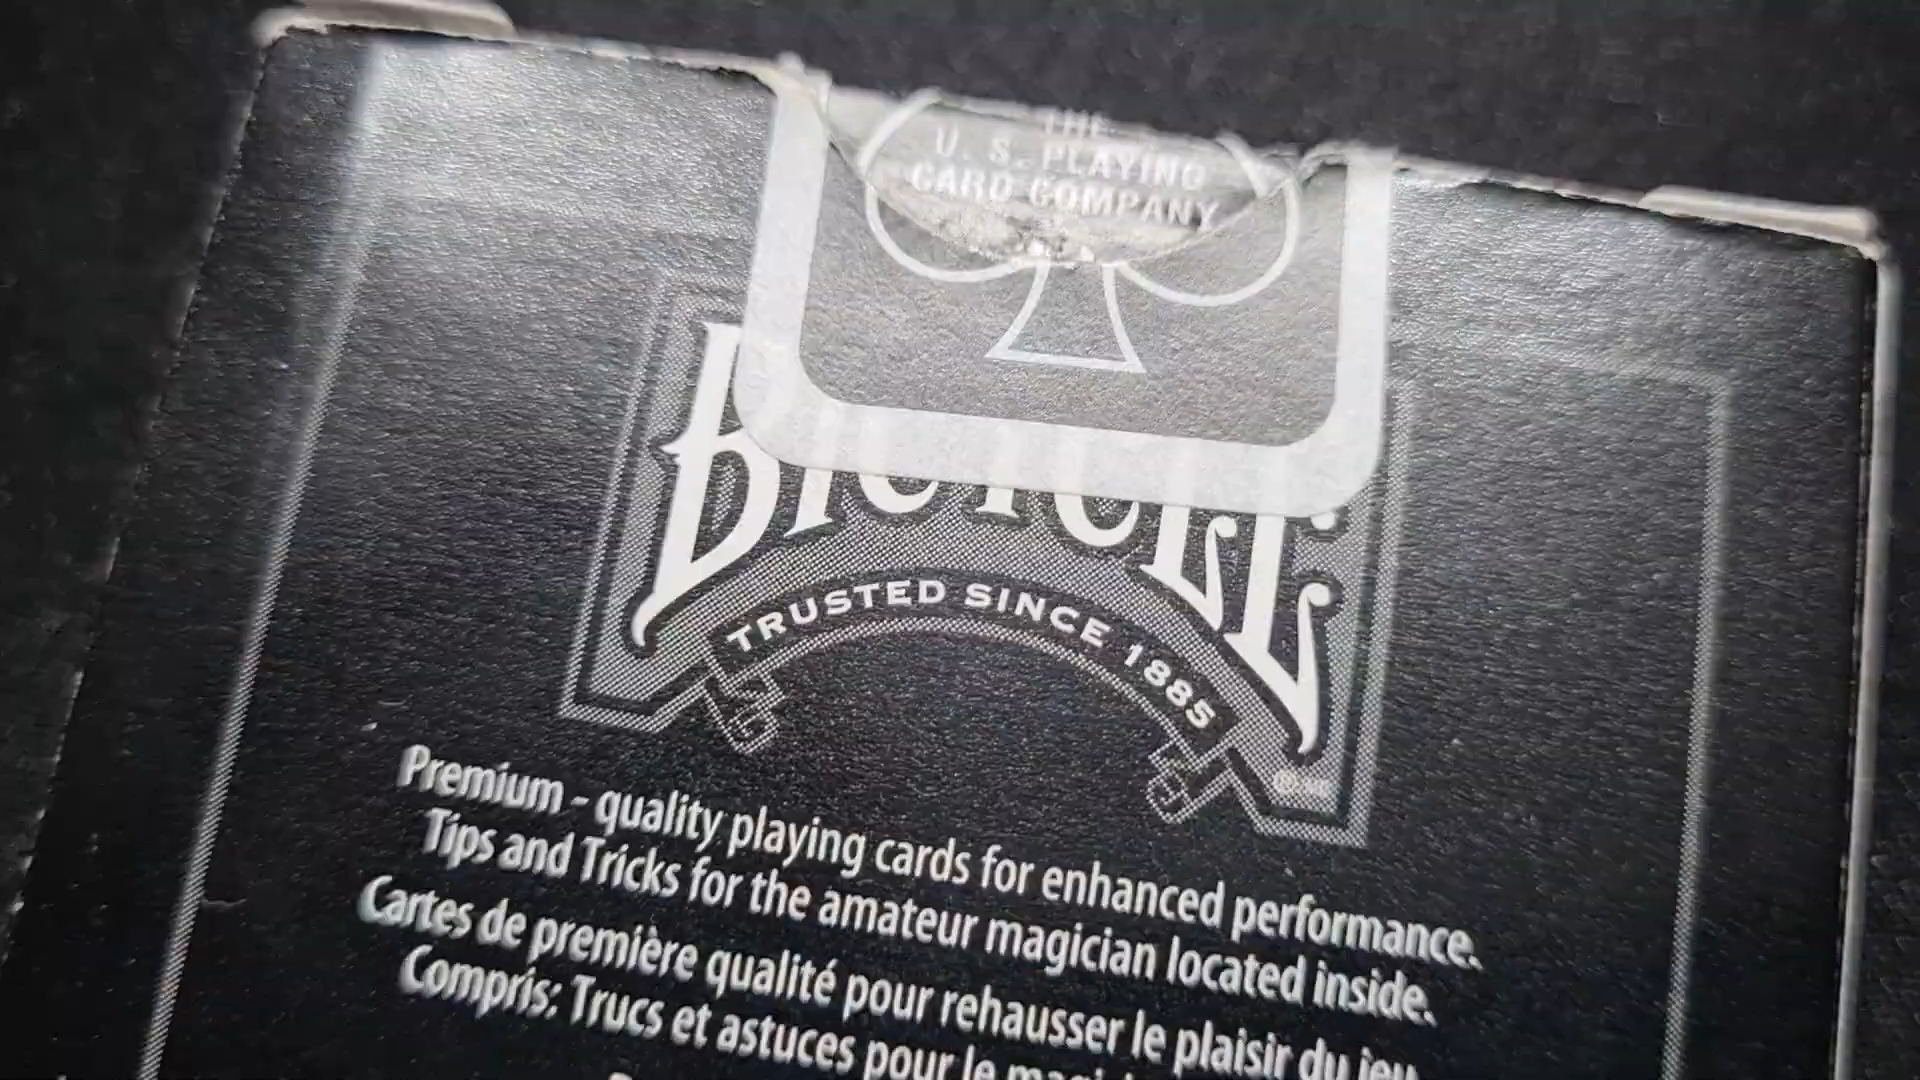 THE
U. S. PLAYING
CARD COMPANY
BICYCLE
TRUSTED SINCE 1885
Premium - quality playing cards for enhanced performance.
Tips and Tricks for the amateur magician located inside.
Cartes de première qualité pour rehausser le plaisir du jeu
Compris: Trucs et astuces pour le